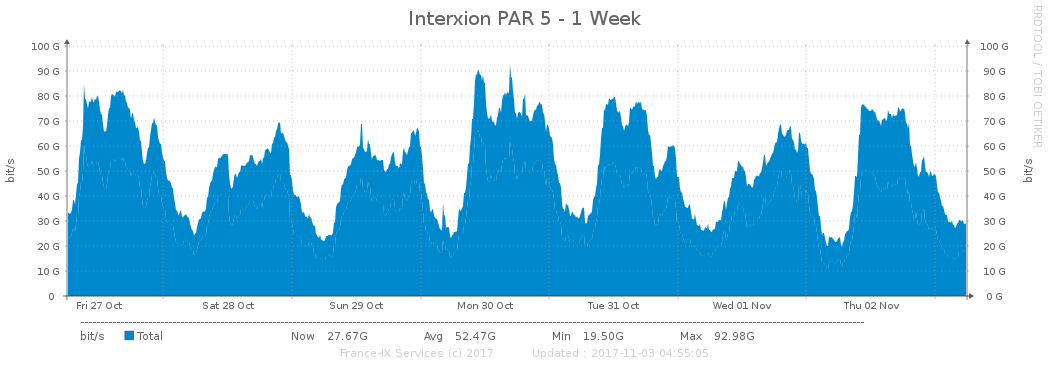 Interxion PAR 5 - 1 Week
RRDTOOL / TOBI OETIKER
100 G 100 G
90 G 90 G
80 G 80 G
70 G 70 G
60 G 60 G
50 G 50 G
40 G 40 G
30 G 30 G
20 G 20 G
10 G 10 G
0 0 G
bit/s bit/s
Fri 27 Oct Sat 28 Oct Sun 29 Oct Mon 30 Oct Tue 31 Oct Wed 01 Nov Thu 02 Nov
bit/s Total Now 27.67G Avg 52.47G Min 19.50G Max 92.98G
France-IX Services (c) 2017 Updated : 2017-11-03 04:55:05